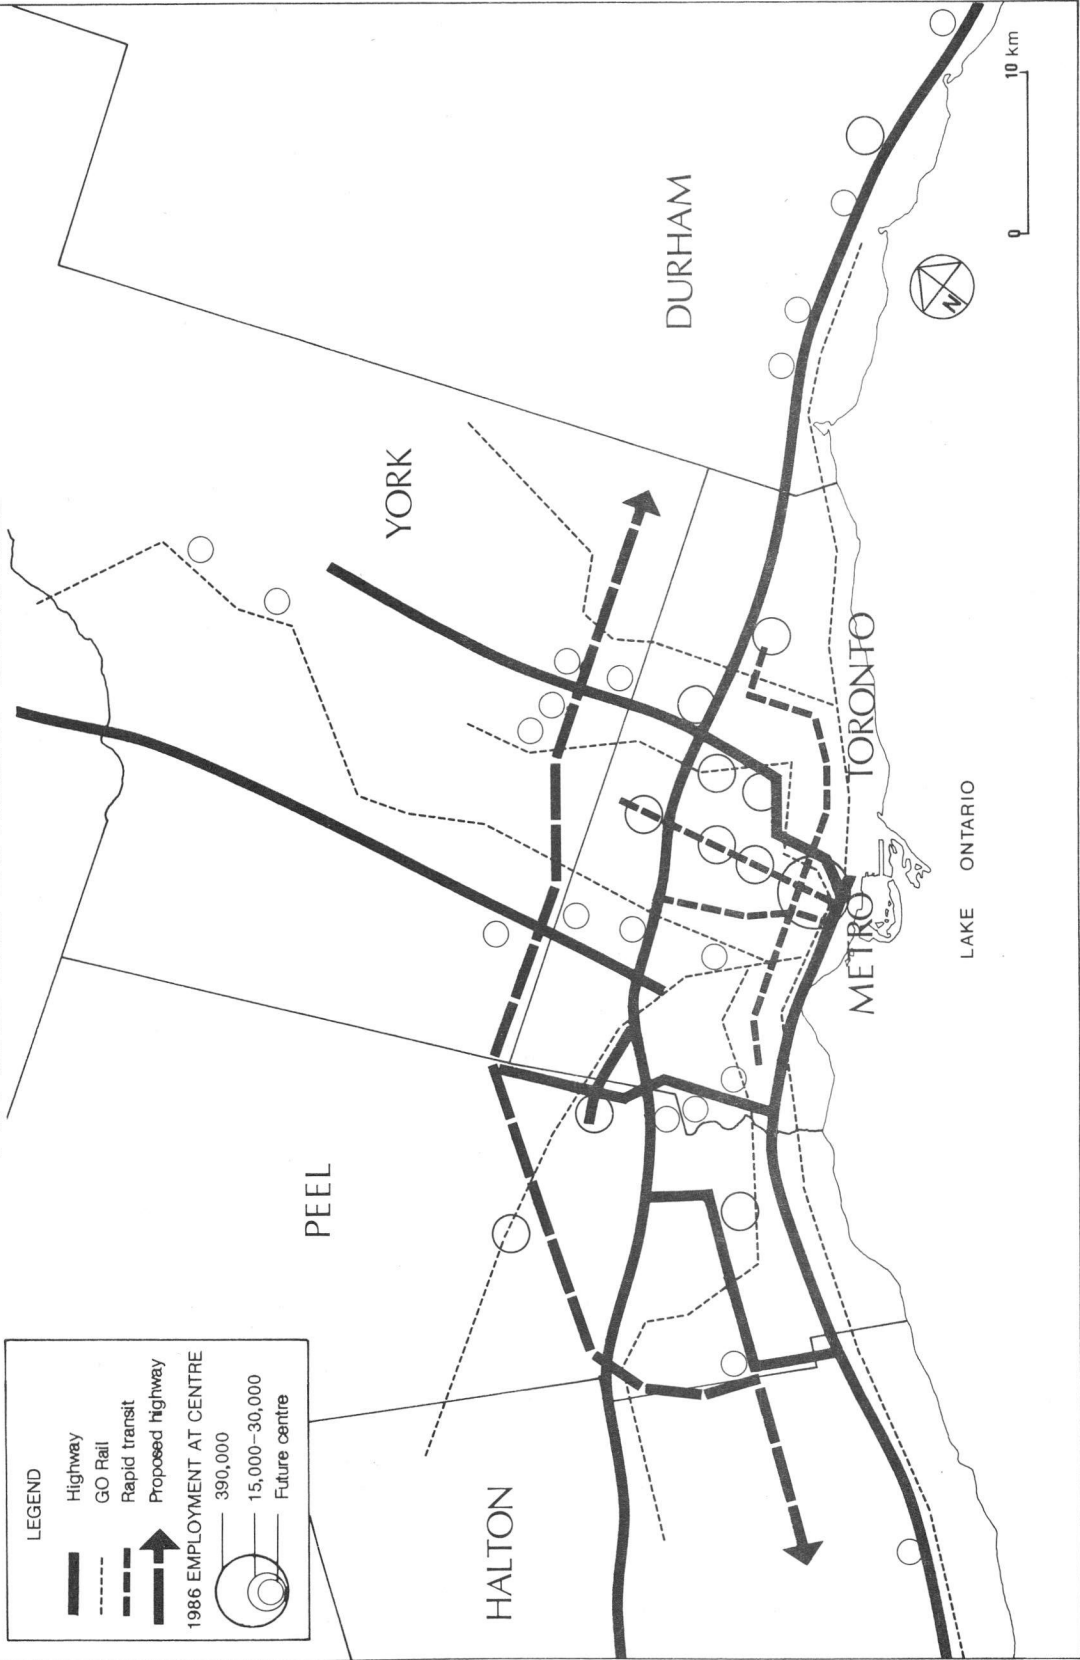 LEGEND
Highway
GO Rail
Rapid transit
Proposed highway
1986 EMPLOYMENT AT CENTRE
390,000
15,000–30,000
Future centre
HALTON
PEEL
YORK
DURHAM
METRO TORONTO
LAKE ONTARIO
N
0 10 km